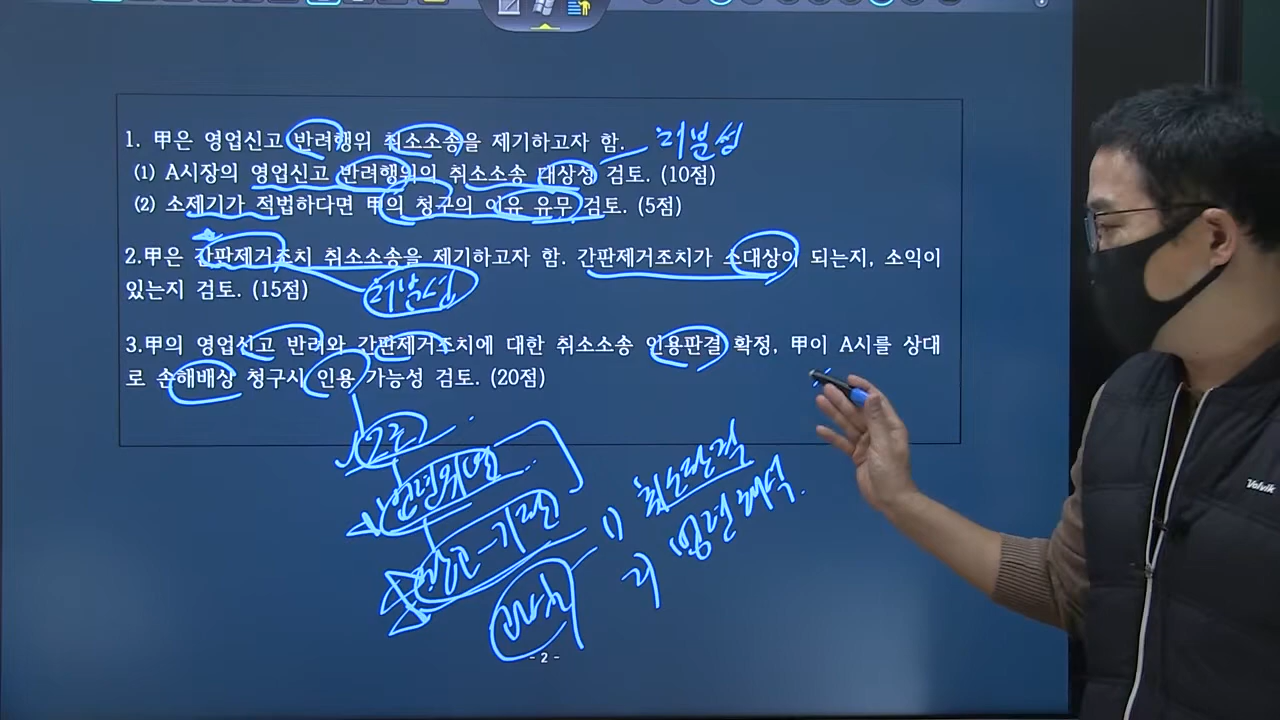 1. 甲은 영업신고 반려행위 취소소송을 제기하고자 함.
처분성
(1) A시장의 영업신고 반려행위의 취소소송 대상성 검토. (10점)
(2) 소제기가 적법하다면 甲의 청구의 이유 유무 검토. (5점)
2.甲은 간판제거조치 취소소송을 제기하고자 함. 간판제거조치가 소대상이 되는지, 소익이
있는지 검토. (15점)
처분성
3.甲의 영업신고 반려와 간판제거조치에 대한 취소소송 인용판결 확정, 甲이 A시를 상대
로 손해배상 청구시 인용 가능성 검토. (20점)
1)
2)
- 2 -
Volvik